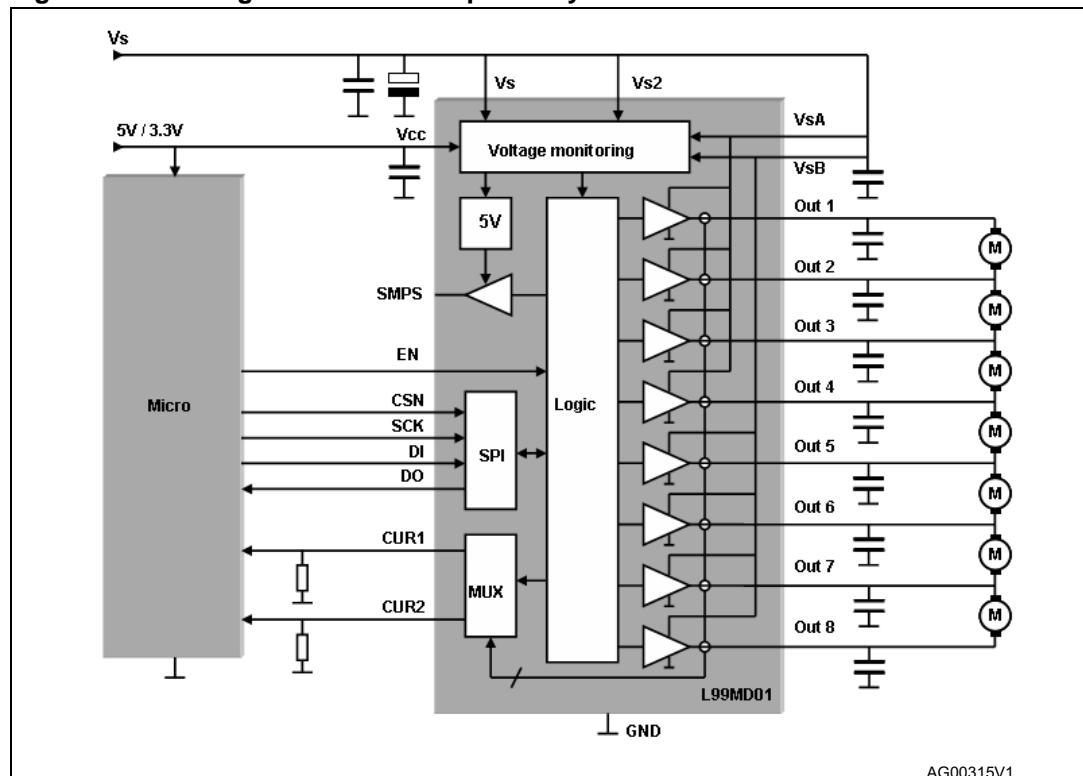 Vs
Vs
Vs2
5V / 3.3V
Vcc
VsA
Voltage monitoring
VsB
Out 1
5V
Out 2
SMPS
Out 3
EN
Micro
CSN
Logic
Out 4
SCK
DI
SPI
Out 5
DO
Out 6
CUR1
MUX
Out 7
CUR2
Out 8
M
M
M
M
M
M
M
L99MD01
GND
AG00315V1